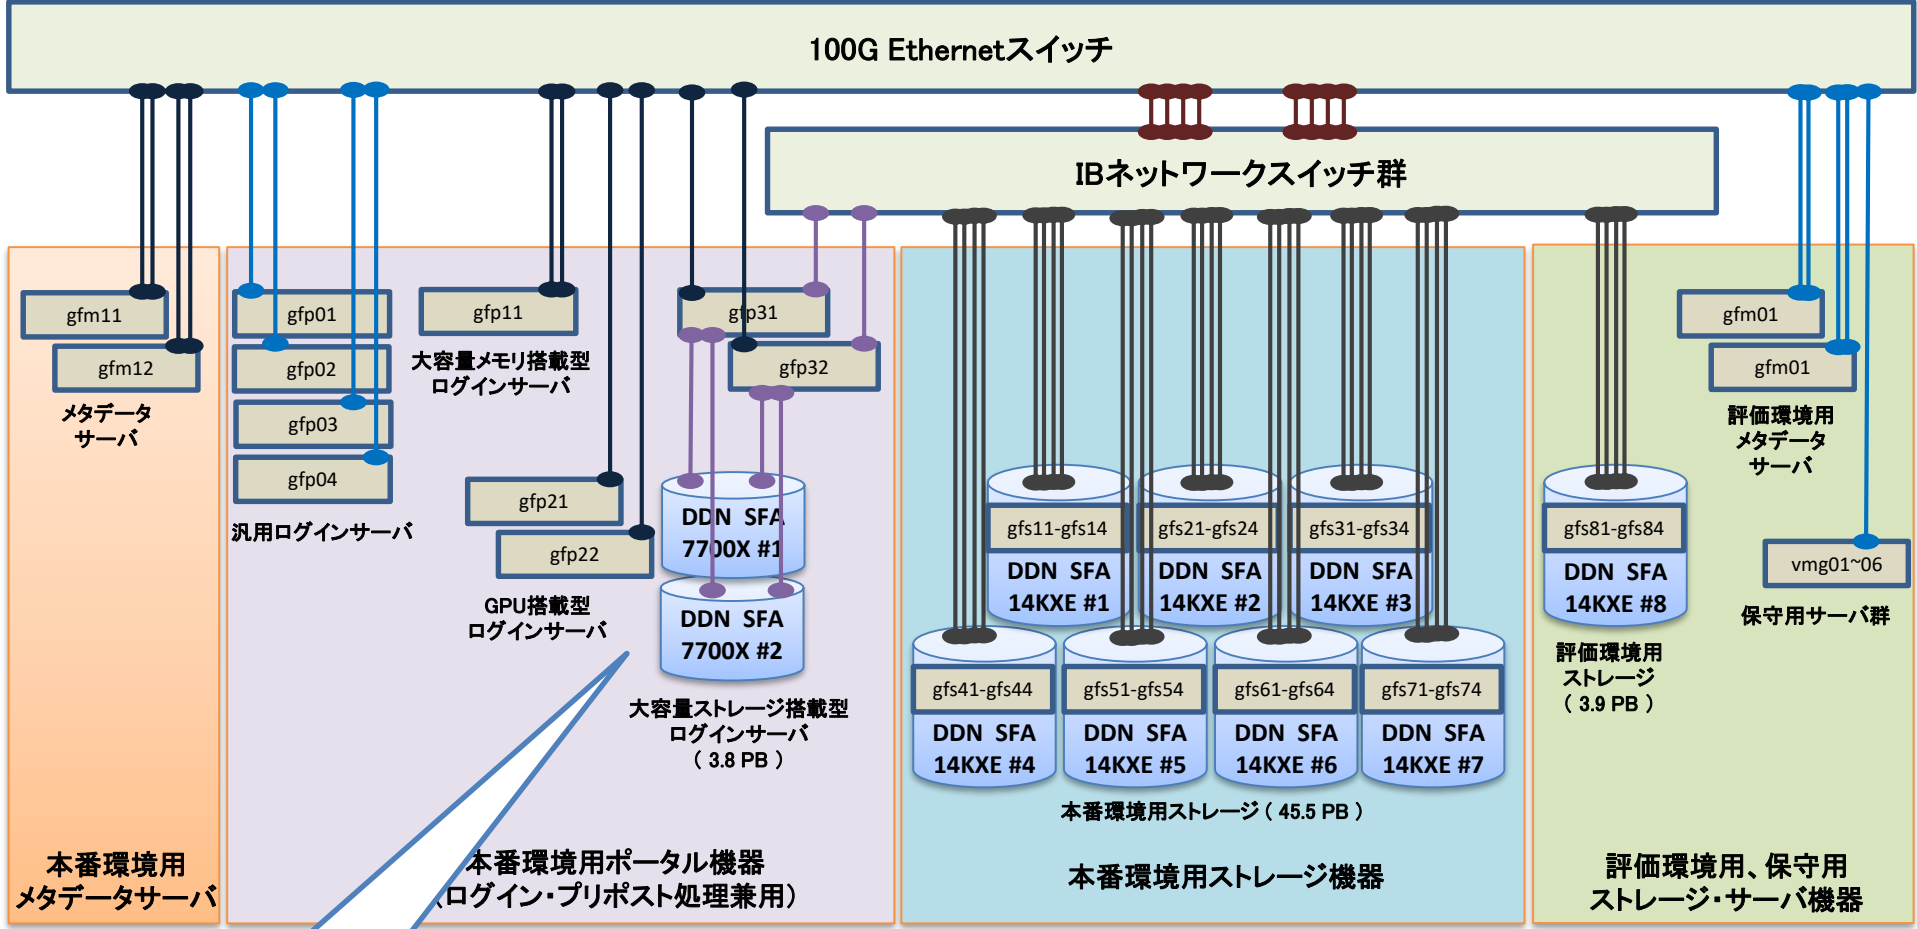 100G Ethernetスイッチ
IBネットワークスイッチ群
gfm11
gfm12
メタデータ
サーバ
本番環境用
メタデータサーバ
gfp01
gfp02
gfp03
gfp04
汎用ログインサーバ
gfp11
大容量メモリ搭載型
ログインサーバ
gfp21
gfp22
GPU搭載型
ログインサーバ
gfp31
gfp32
DDN SFA
7700X #1
DDN SFA
7700X #2
大容量ストレージ搭載型
ログインサーバ
( 3.8 PB )
本番環境用ポータル機器
(ログイン・プリポスト処理兼用)
gfs11-gfs14
DDN SFA
14KXE #1
gfs21-gfs24
DDN SFA
14KXE #2
gfs31-gfs34
DDN SFA
14KXE #3
gfs41-gfs44
DDN SFA
14KXE #4
gfs51-gfs54
DDN SFA
14KXE #5
gfs61-gfs64
DDN SFA
14KXE #6
gfs71-gfs74
DDN SFA
14KXE #7
本番環境用ストレージ ( 45.5 PB )
本番環境用ストレージ機器
gfs81-gfs84
DDN SFA
14KXE #8
評価環境用
ストレージ
( 3.9 PB )
gfm01
gfm01
評価環境用
メタデータ
サーバ
vmg01~06
保守用サーバ群
評価環境用、保守用
ストレージ・サーバ機器